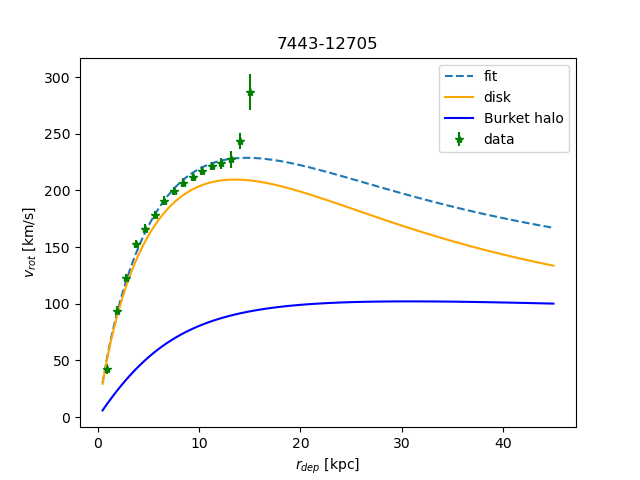 7443-12705
300
250
200
150
100
50
0
v_rot [km/s]
fit
disk
Burket halo
data
0 10 20 30 40
r_dep [kpc]